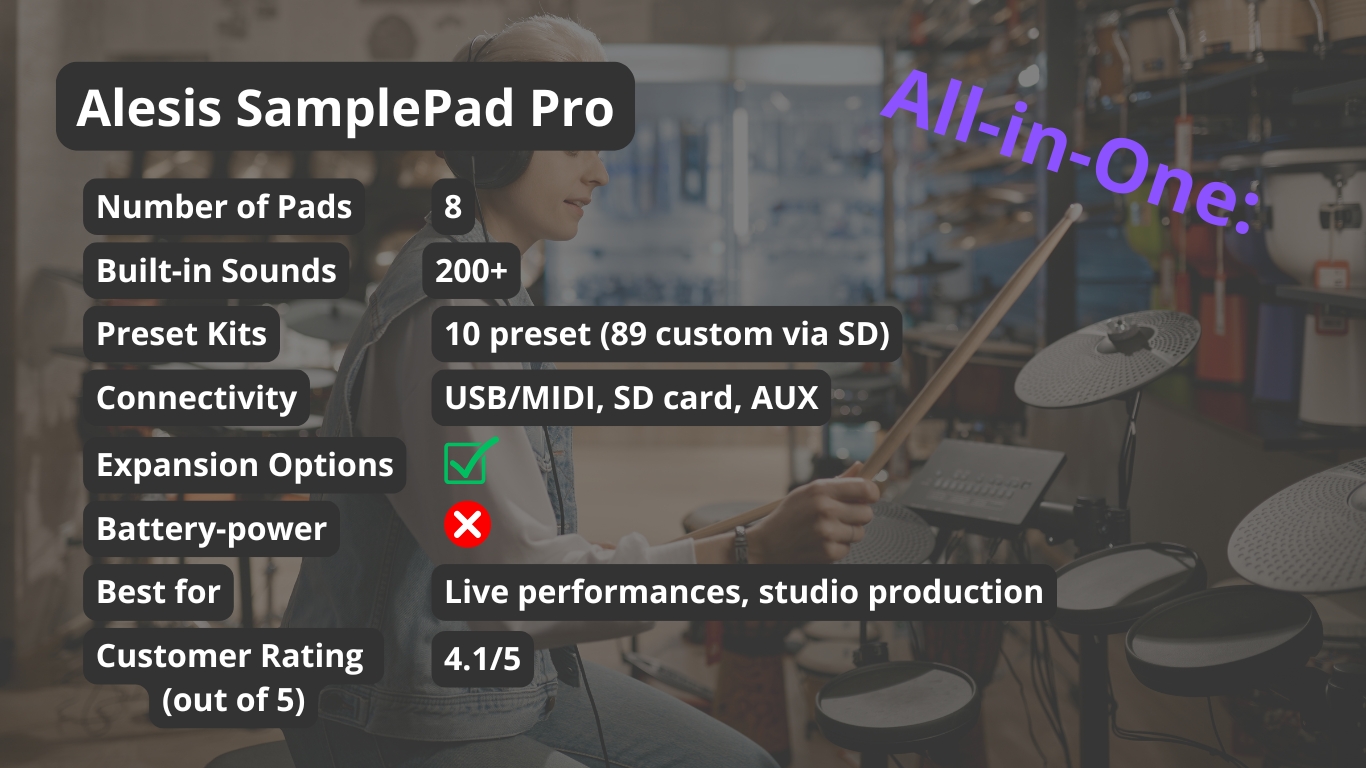 Alesis SamplePad Pro
All-in-One:
Number of Pads 8
Built-in Sounds 200+
Preset Kits 10 preset (89 custom via SD)
Connectivity USB/MIDI, SD card, AUX
Expansion Options
Battery-power
Best for Live performances, studio production
Customer Rating 4.1/5
(out of 5)